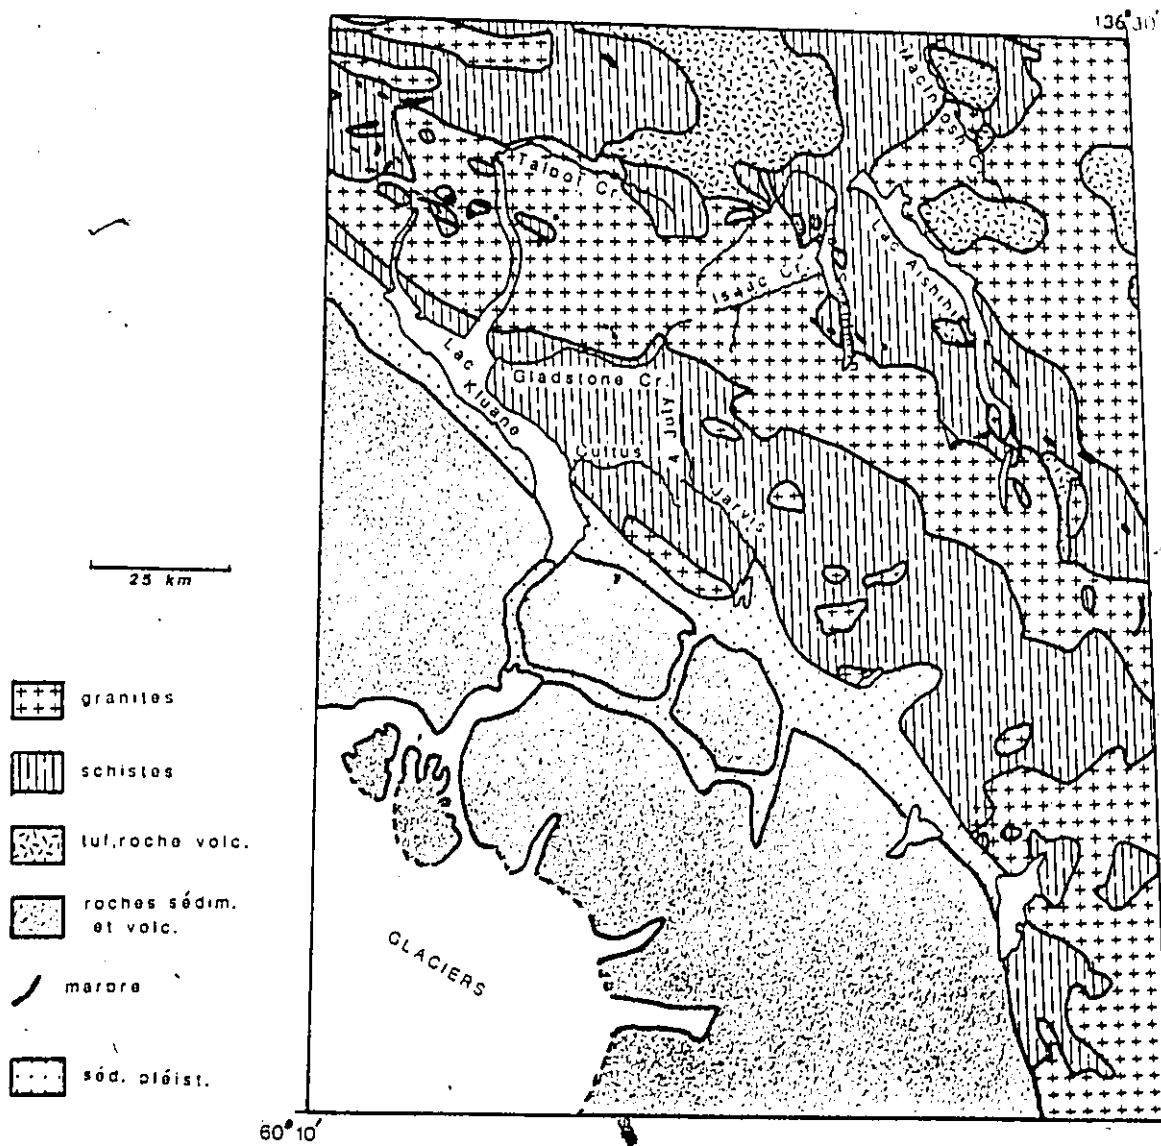 136°30'
Talbot Cr.
Isaac Cr.
Lac Aishihik
Lac Kluane
Gladstone Cr.
Cultus
Jarvis
25 km
granites
schistes
tuf,roche volc.
roches sédim.
et volc.
marbre
séd. pléist.
GLACIERS
60°10'